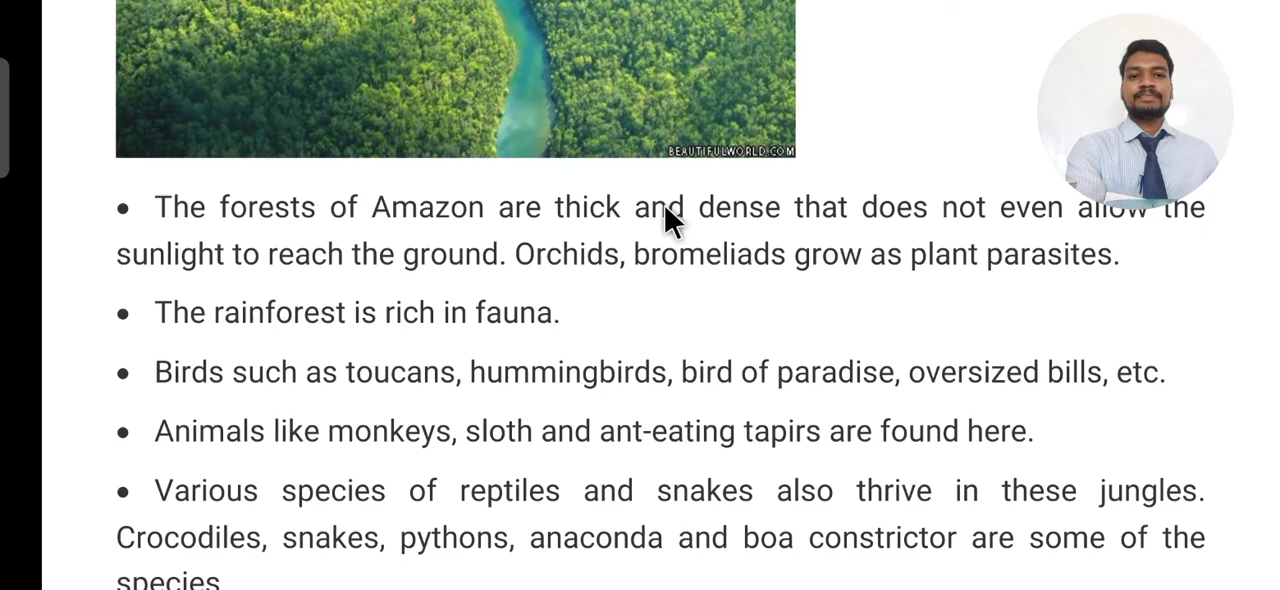 BEAUTIFULWORLD.COM
• The forests of Amazon are thick and dense that does not even allow the
sunlight to reach the ground. Orchids, bromeliads grow as plant parasites.
• The rainforest is rich in fauna.
• Birds such as toucans, hummingbirds, bird of paradise, oversized bills, etc.
• Animals like monkeys, sloth and ant-eating tapirs are found here.
• Various species of reptiles and snakes also thrive in these jungles.
Crocodiles, snakes, pythons, anaconda and boa constrictor are some of the
species